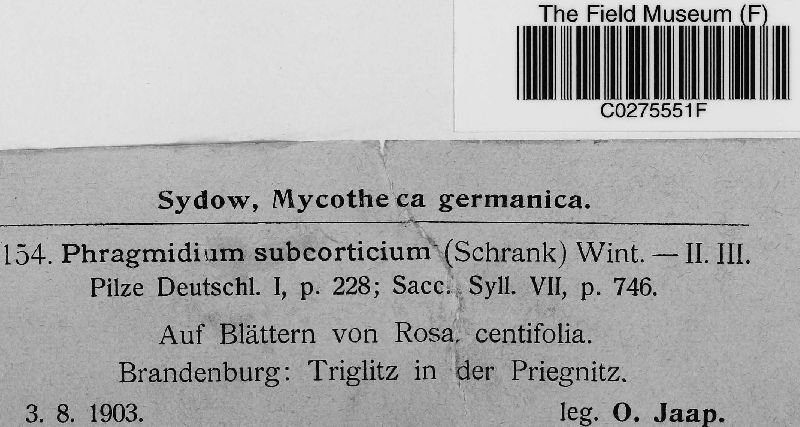 The Field Museum (F)
C0275551F
Sydow, Mycotheca germanica.
154. Phragmidium subcorticium (Schrank) Wint. — II. III.
Pilze Deutschl. I, p. 228; Sacc. Syll. VII, p. 746.
Auf Blättern von Rosa centifolia.
Brandenburg: Triglitz in der Priegnitz.
3. 8. 1903. leg. O. Jaap.